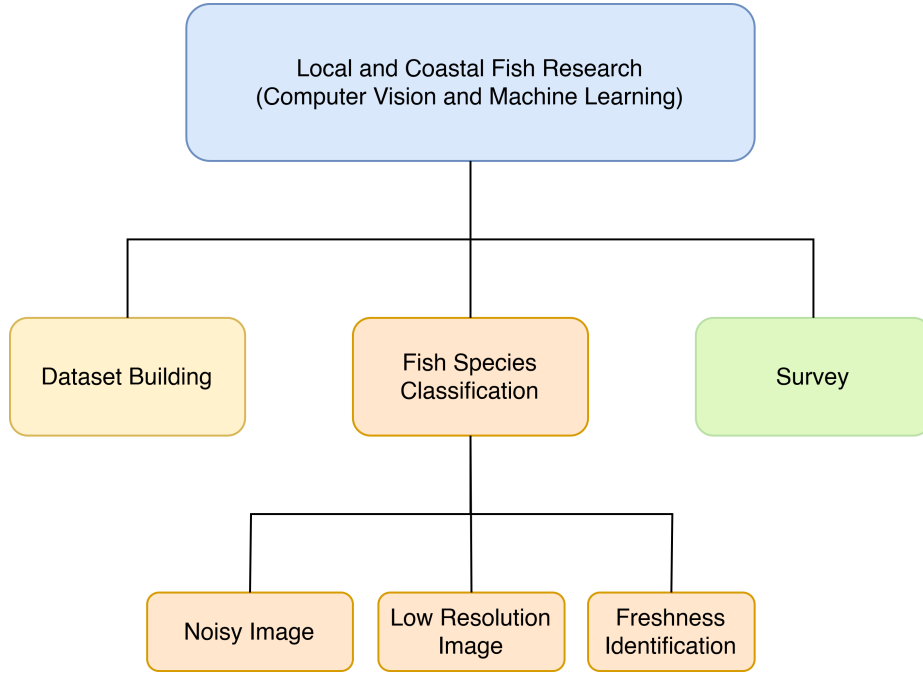 Local and Coastal Fish Research
(Computer Vision and Machine Learning)
Dataset Building
Fish Species
Classification
Survey
Noisy Image
Low Resolution
Image
Freshness
Identification